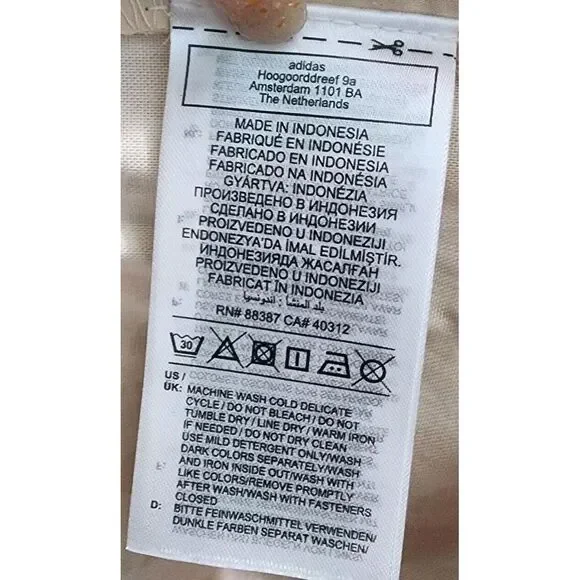 adidas
Hoogoorddreef 9a
Amsterdam 1101 BA
The Netherlands
MADE IN INDONESIA
FABRIQUÉ EN INDONÉSIE
FABRICADO EN INDONESIA
FABRICADO NA INDONÉSIA
GYÁRTVA: INDONÉZIA
ПРОИЗВЕДЕНО В ИНДОНЕЗИЯ
СДЕЛАНО В ИНДОНЕЗИИ
PROIZVEDENO U INDONEZIJI
ENDONEZYA'DA İMAL EDİLMİŞTİR.
ИНДОНЕЗИЯДА ЖАСАЛҒАН
PROIZVEDENO U INDONEZIJI
FABRICAT ÎN INDONEZIA
بلد المنشأ : اندونسيا
RN# 88387 CA# 40312
30
US /
UK: MACHINE WASH COLD DELICATE
CYCLE / DO NOT BLEACH / DO NOT
TUMBLE DRY / LINE DRY / WARM IRON
IF NEEDED / DO NOT DRY CLEAN
USE MILD DETERGENT ONLY/WASH
DARK COLORS SEPARATELY/WASH
AND IRON INSIDE OUT/WASH WITH
LIKE COLORS/REMOVE PROMPTLY
AFTER WASH/WASH WITH FASTENERS
CLOSED
D: BITTE FEINWASCHMITTEL VERWENDEN/
DUNKLE FARBEN SEPARAT WASCHEN/